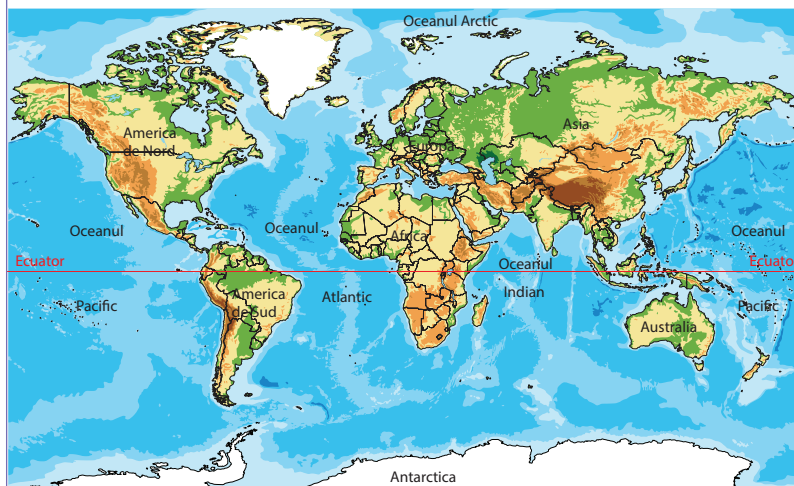 Oceanul Arctic
America
de Nord
Europa
Asia
Oceanul
Oceanul
Africa
Oceanul
Ecuator
Oceanul
Ecuato
Pacific
America
de Sud
Atlantic
Indian
Pacific
Australia
Antarctica